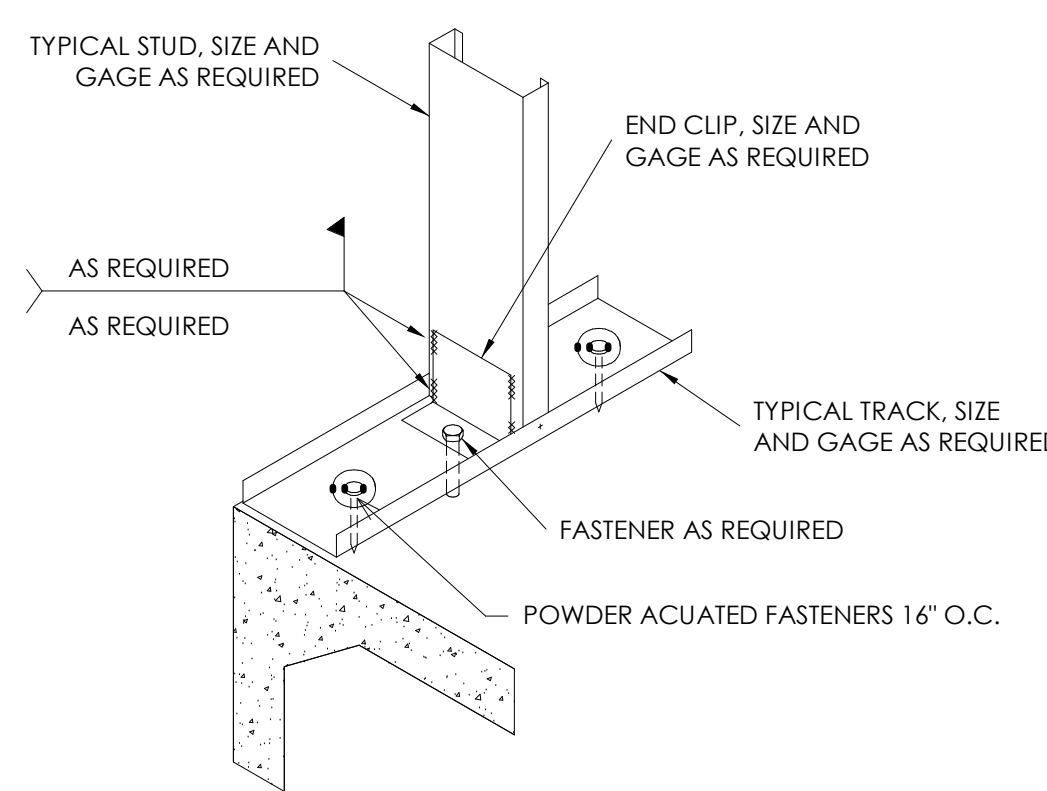 TYPICAL STUD, SIZE AND
GAGE AS REQUIRED
END CLIP, SIZE AND
GAGE AS REQUIRED
AS REQUIRED
AS REQUIRED
TYPICAL TRACK, SIZE
AND GAGE AS REQUIRED
FASTENER AS REQUIRED
POWDER ACUATED FASTENERS 16" O.C.